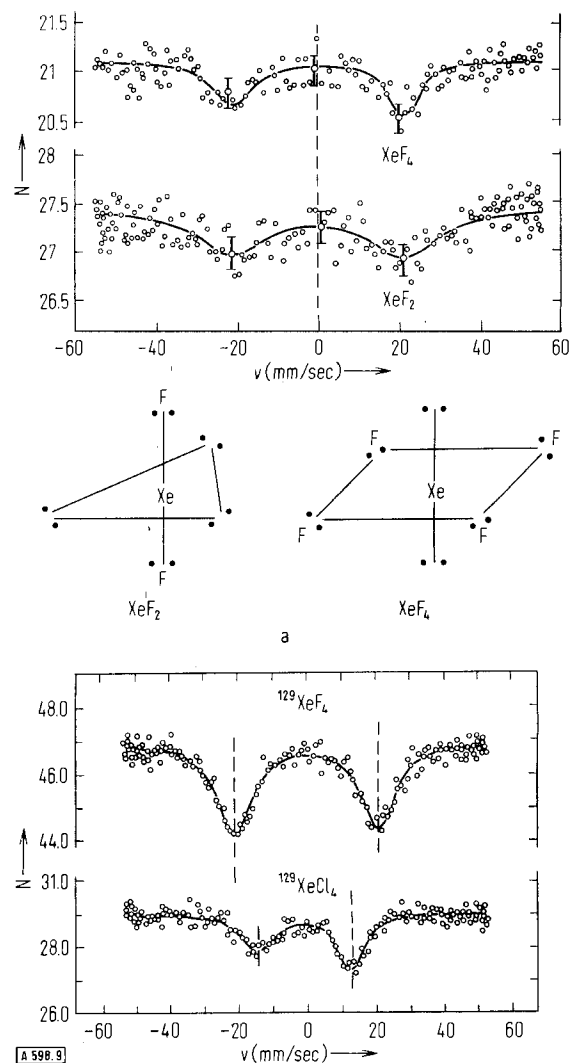 21.5
21
20.5
XeF4
28
N
27.5
27
XeF2
26.5
-60 -40 -20 0 20 40 60
v(mm/sec)
F
F F
Xe Xe
F F
F
XeF2 XeF4
a
129XeF4
48.0
46.0
44.0
N
129XeCl4
31.0
28.0
26.0
-60 -40 -20 0 20 40 60
v(mm/sec)
A 598.9